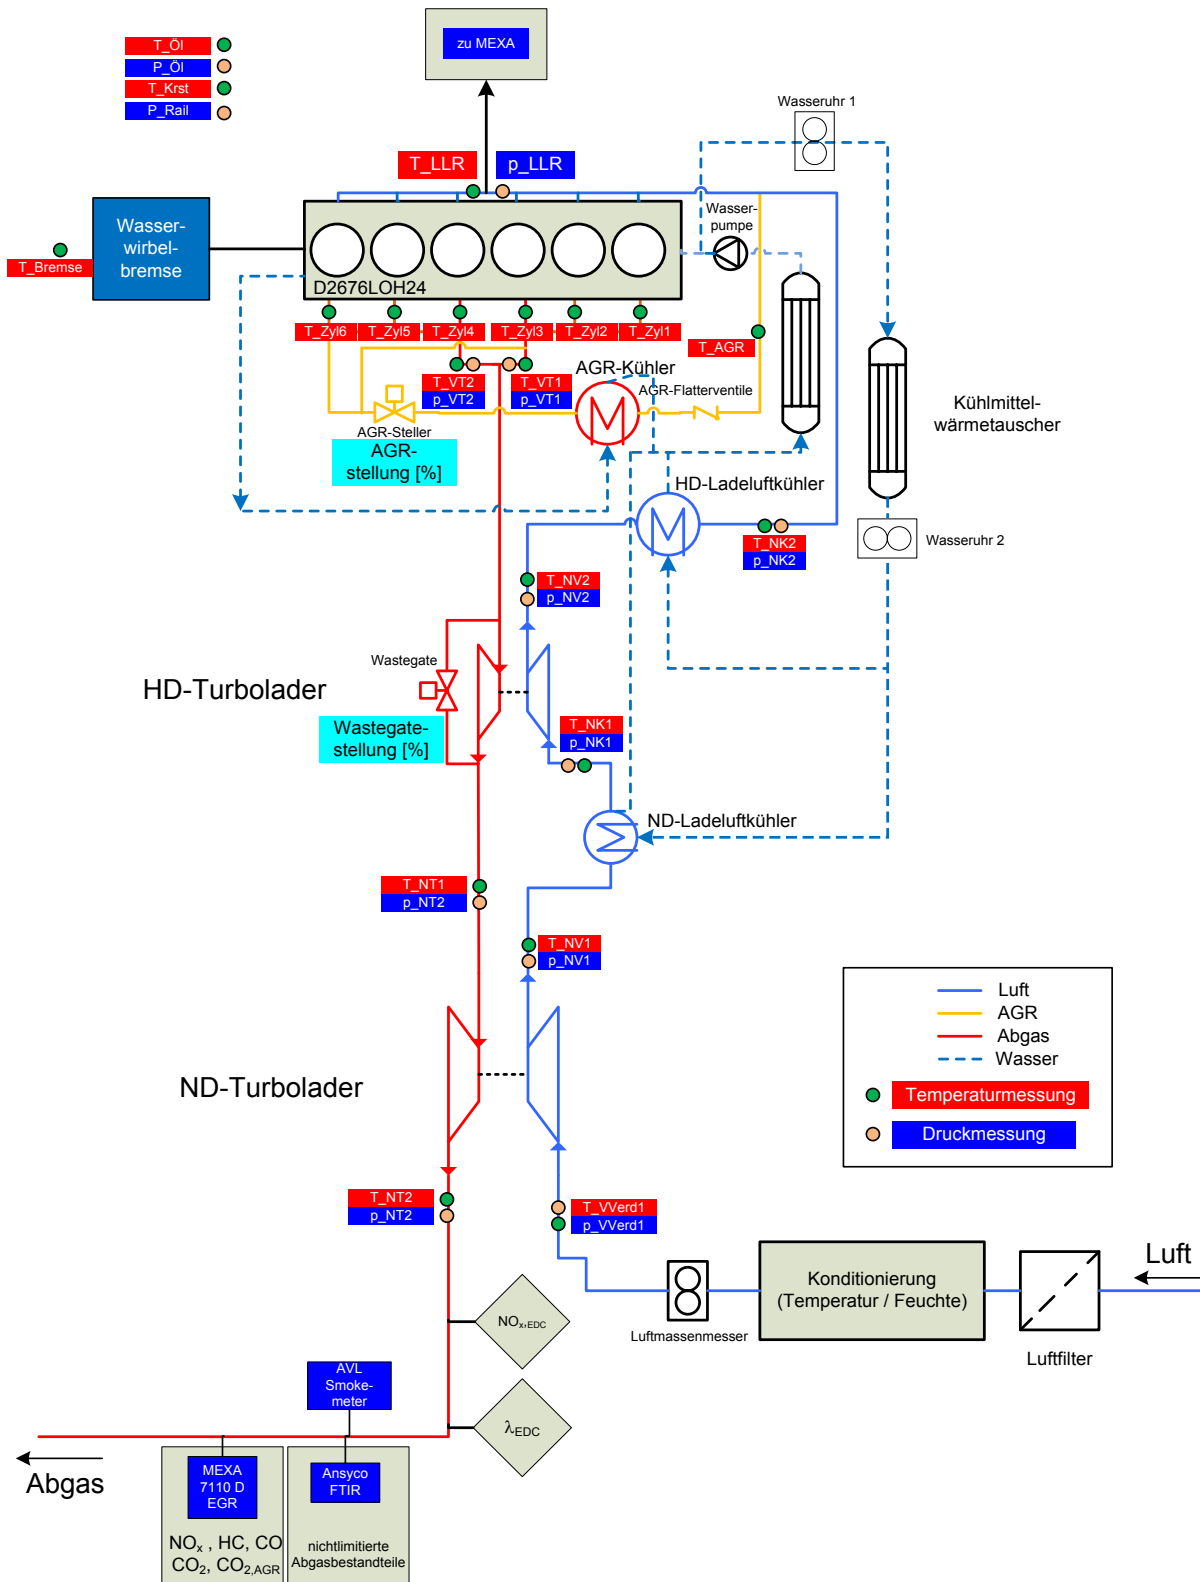 zu MEXA
T_Öl
P_Öl
T_Krst
P_Rail
Wasseruhr 1
T_LLR
p_LLR
Wasser-
pumpe
Wasser-
wirbel-
bremse
T_Bremse
D2676LOH24
T_Zyl6
T_Zyl5
T_Zyl4
T_Zyl3
T_Zyl2
T_Zyl1
T_AGR
T_VT2
p_VT2
T_VT1
p_VT1
AGR-Kühler
AGR-Flatterventile
Kühlmittel-
wärmetauscher
AGR-Steller
AGR-
stellung [%]
HD-Ladeluftkühler
T_NK2
p_NK2
Wasseruhr 2
T_NV2
p_NV2
Wastegate
HD-Turbolader
Wastegate-
stellung [%]
T_NK1
p_NK1
ND-Ladeluftkühler
T_NT1
p_NT2
T_NV1
p_NV1
Luft
AGR
Abgas
Wasser
Temperaturmessung
Druckmessung
ND-Turbolader
T_NT2
p_NT2
T_VVerd1
p_VVerd1
Luft
Konditionierung
(Temperatur / Feuchte)
Luftmassenmesser
Luftfilter
NOx,EDC
AVL
Smoke-
meter
λEDC
Abgas
MEXA
7110 D
EGR
Ansyco
FTIR
NOx , HC, CO
CO2, CO2,AGR
nichtlimitierte
Abgasbestandteile